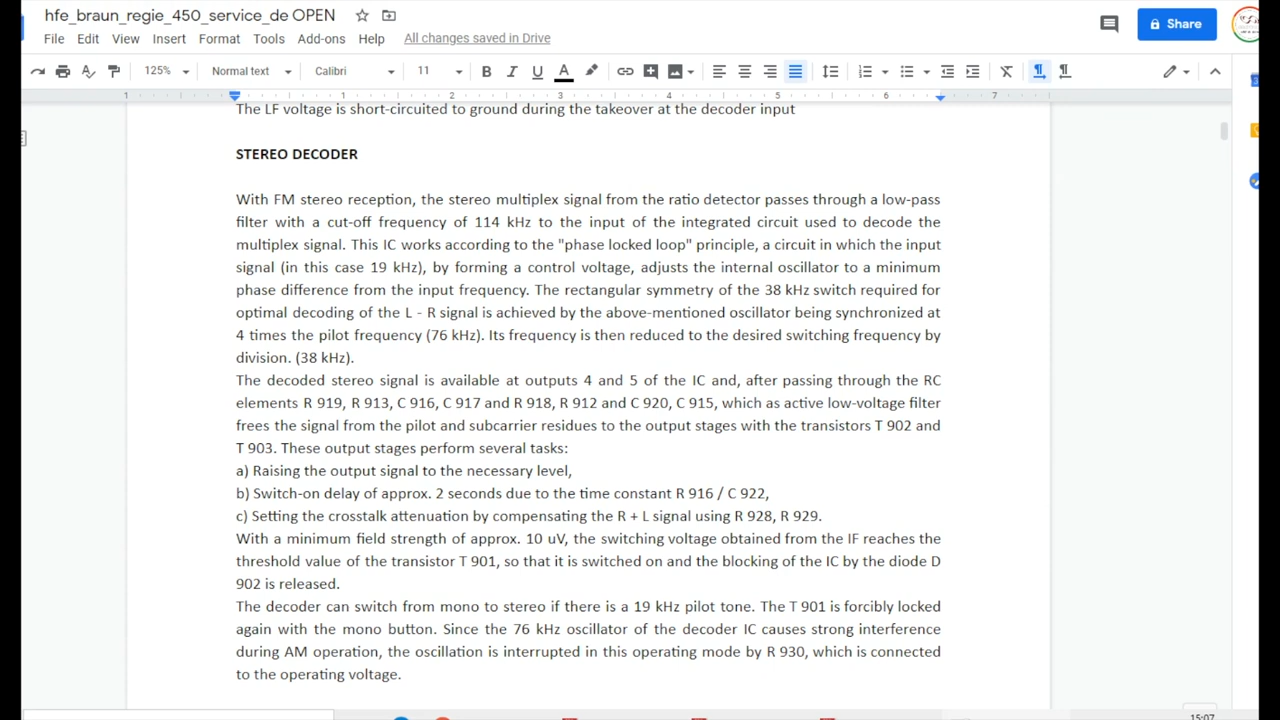 hfe_braun_regie_450_service_de OPEN
Share
File Edit View Insert Format Tools Add-ons Help All changes saved in Drive
125% Normal text Calibri 11 B I U A
1 1 2 3 4 5 6 7
The LF voltage is short-circuited to ground during the takeover at the decoder input
STEREO DECODER
With FM stereo reception, the stereo multiplex signal from the ratio detector passes through a low-pass
filter with a cut-off frequency of 114 kHz to the input of the integrated circuit used to decode the
multiplex signal. This IC works according to the "phase locked loop" principle, a circuit in which the input
signal (in this case 19 kHz), by forming a control voltage, adjusts the internal oscillator to a minimum
phase difference from the input frequency. The rectangular symmetry of the 38 kHz switch required for
optimal decoding of the L - R signal is achieved by the above-mentioned oscillator being synchronized at
4 times the pilot frequency (76 kHz). Its frequency is then reduced to the desired switching frequency by
division. (38 kHz).
The decoded stereo signal is available at outputs 4 and 5 of the IC and, after passing through the RC
elements R 919, R 913, C 916, C 917 and R 918, R 912 and C 920, C 915, which as active low-voltage filter
frees the signal from the pilot and subcarrier residues to the output stages with the transistors T 902 and
T 903. These output stages perform several tasks:
a) Raising the output signal to the necessary level,
b) Switch-on delay of approx. 2 seconds due to the time constant R 916 / C 922,
c) Setting the crosstalk attenuation by compensating the R + L signal using R 928, R 929.
With a minimum field strength of approx. 10 uV, the switching voltage obtained from the IF reaches the
threshold value of the transistor T 901, so that it is switched on and the blocking of the IC by the diode D
902 is released.
The decoder can switch from mono to stereo if there is a 19 kHz pilot tone. The T 901 is forcibly locked
again with the mono button. Since the 76 kHz oscillator of the decoder IC causes strong interference
during AM operation, the oscillation is interrupted in this operating mode by R 930, which is connected
to the operating voltage.
15:07